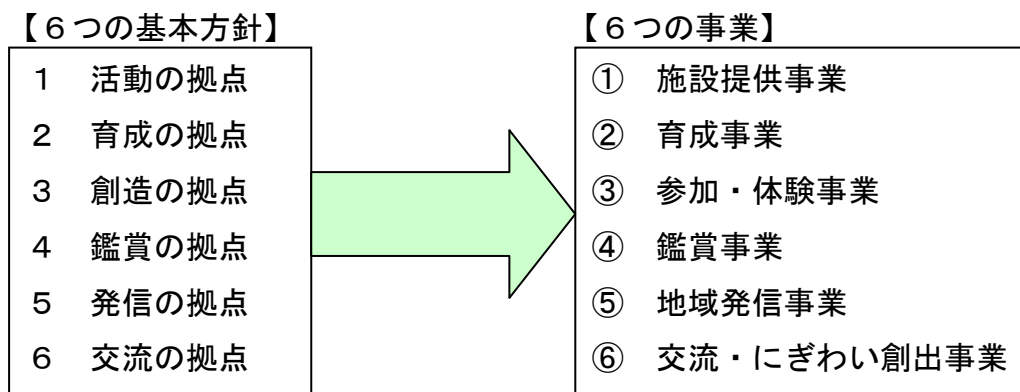 【６つの基本方針】
１　活動の拠点
２　育成の拠点
３　創造の拠点
４　鑑賞の拠点
５　発信の拠点
６　交流の拠点
【６つの事業】
①　施設提供事業
②　育成事業
③　参加・体験事業
④　鑑賞事業
⑤　地域発信事業
⑥　交流・にぎわい創出事業